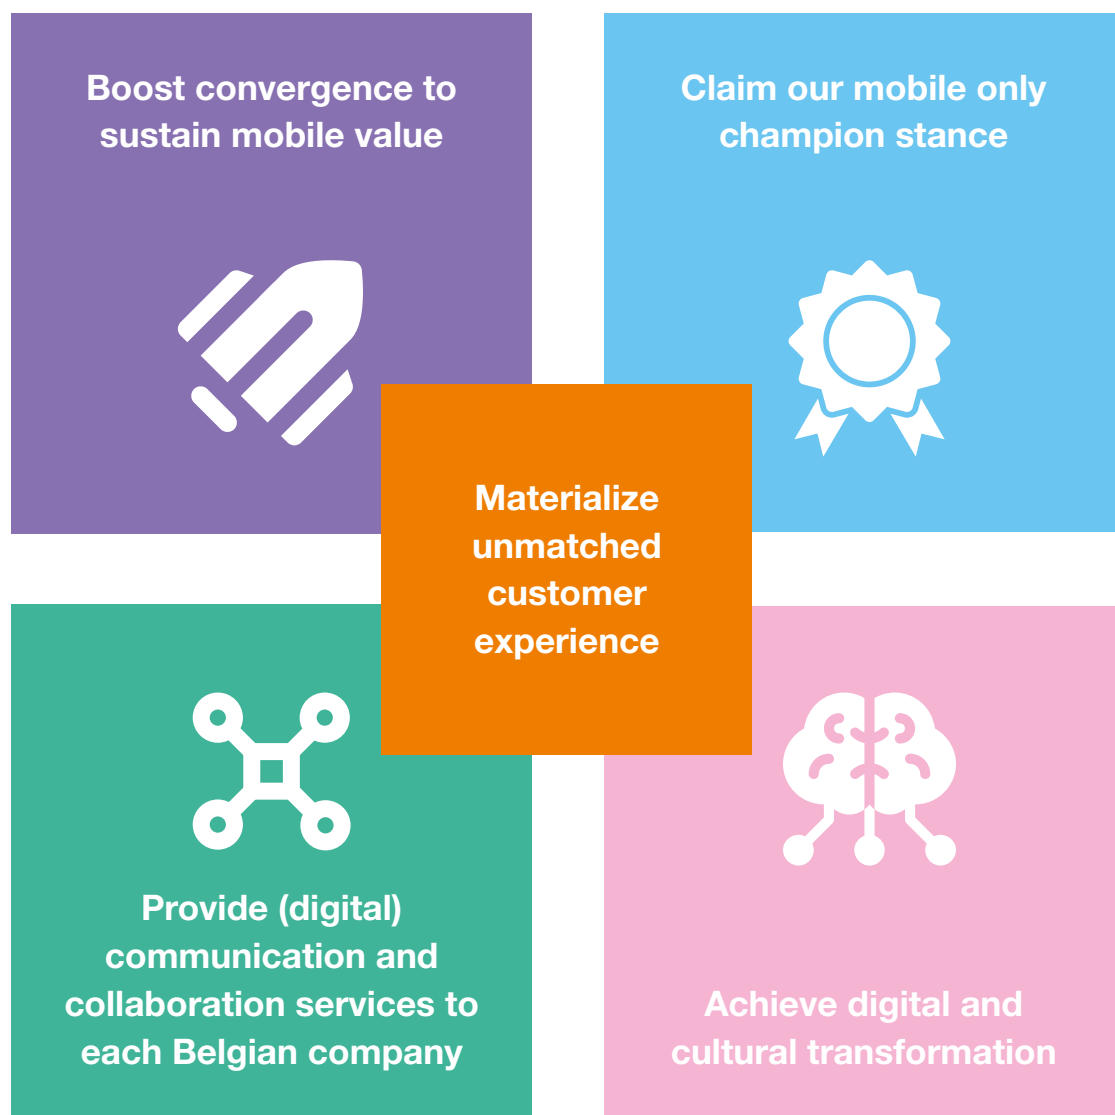 Boost convergence to
sustain mobile value
Claim our mobile only
champion stance
Materialize
unmatched
customer
experience
Provide (digital)
communication and
collaboration services to
each Belgian company
Achieve digital and
cultural transformation